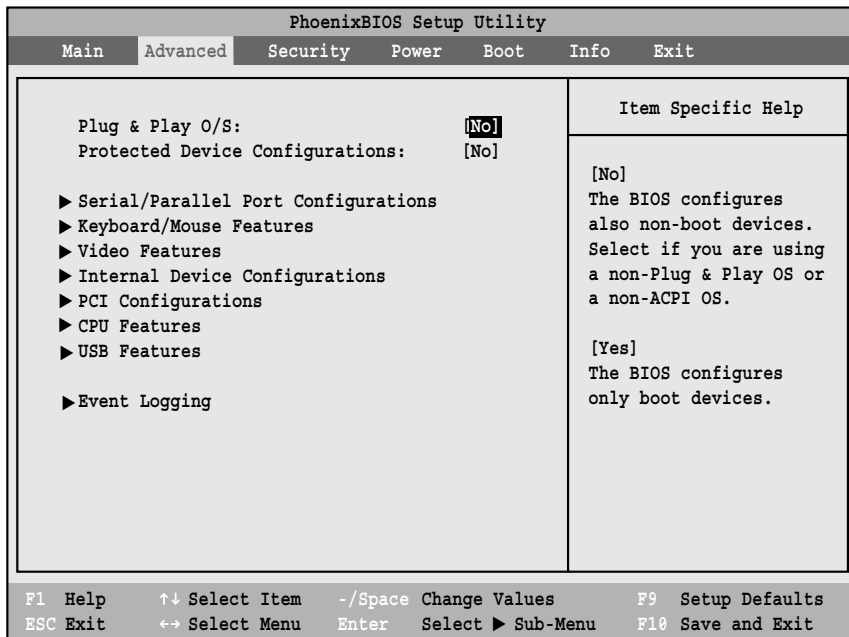 PhoenixBIOS Setup Utility
Main Advanced Security Power Boot Info Exit
Plug & Play O/S: [No]
Protected Device Configurations: [No]
▶ Serial/Parallel Port Configurations
▶ Keyboard/Mouse Features
▶ Video Features
▶ Internal Device Configurations
▶ PCI Configurations
▶ CPU Features
▶ USB Features
▶ Event Logging
Item Specific Help
[No]
The BIOS configures
also non-boot devices.
Select if you are using
a non-Plug & Play OS or
a non-ACPI OS.
[Yes]
The BIOS configures
only boot devices.
F1 Help ↑↓ Select Item -/Space Change Values F9 Setup Defaults
ESC Exit ←→ Select Menu Enter Select ▶ Sub-Menu F10 Save and Exit